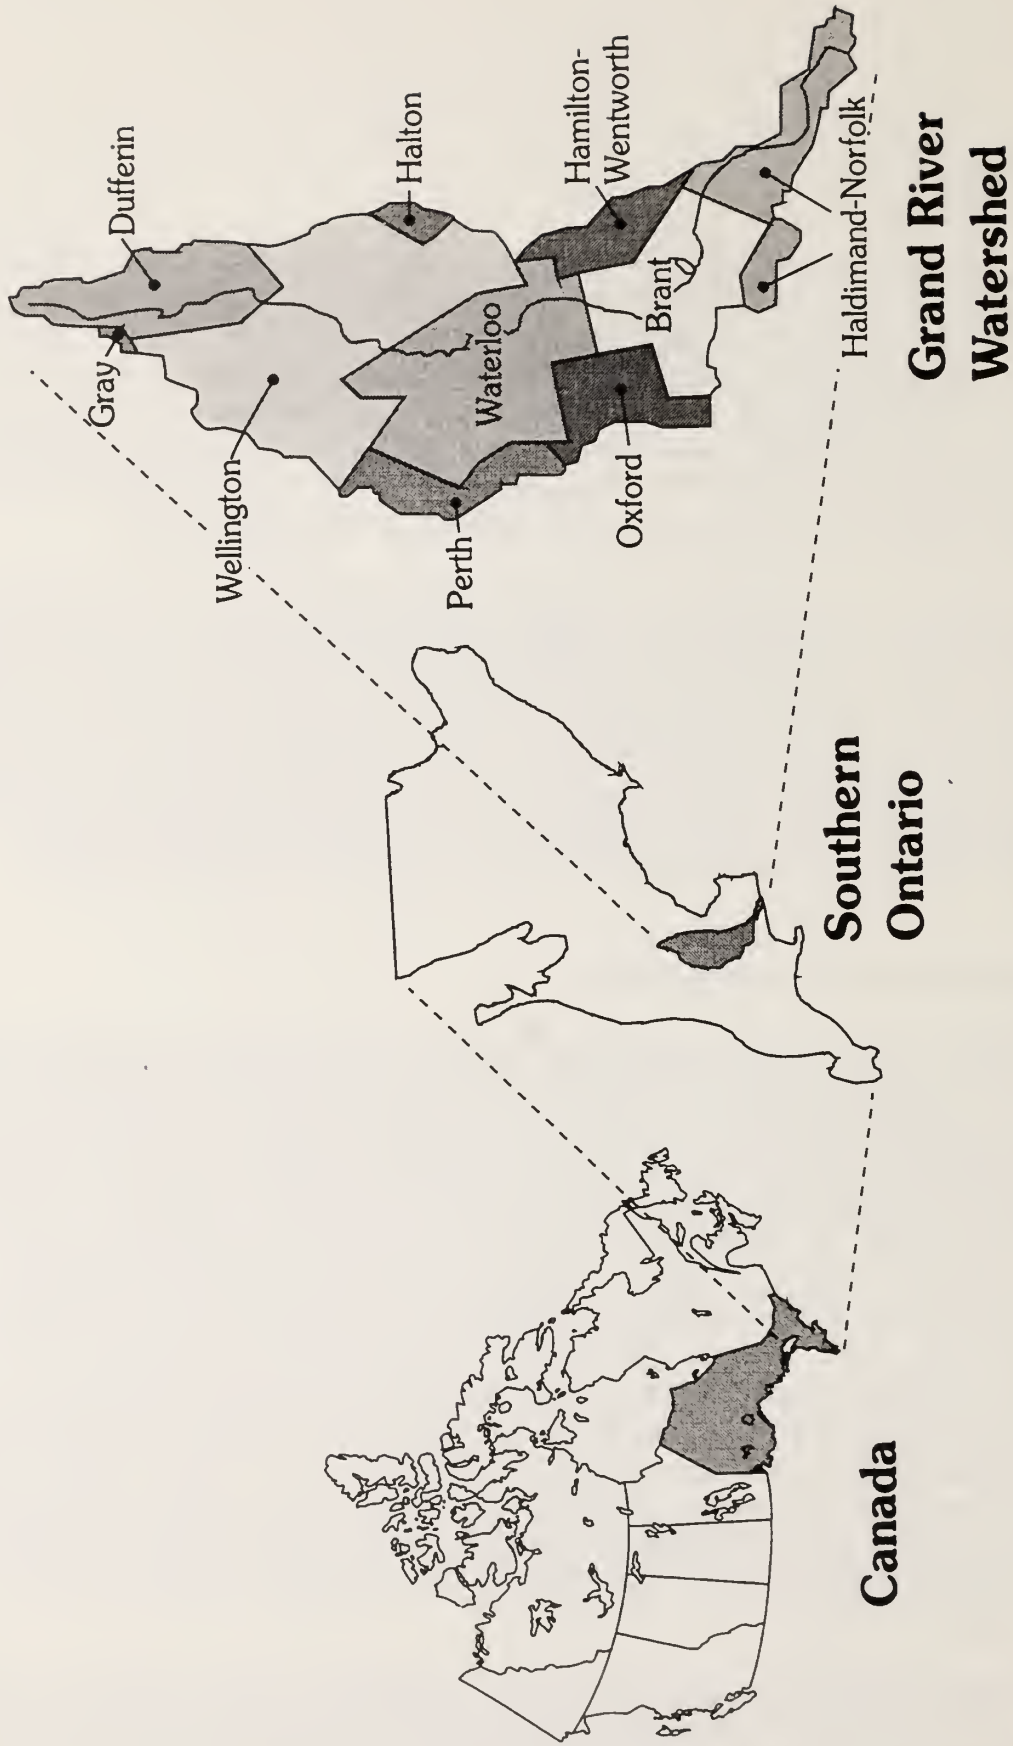 Gray
Dufferin
Wellington
Halton
Perth
Waterloo
Hamilton-
Wentworth
Brant
Oxford
Haldimand-Norfolk
Canada
Southern
Ontario
Grand River
Watershed